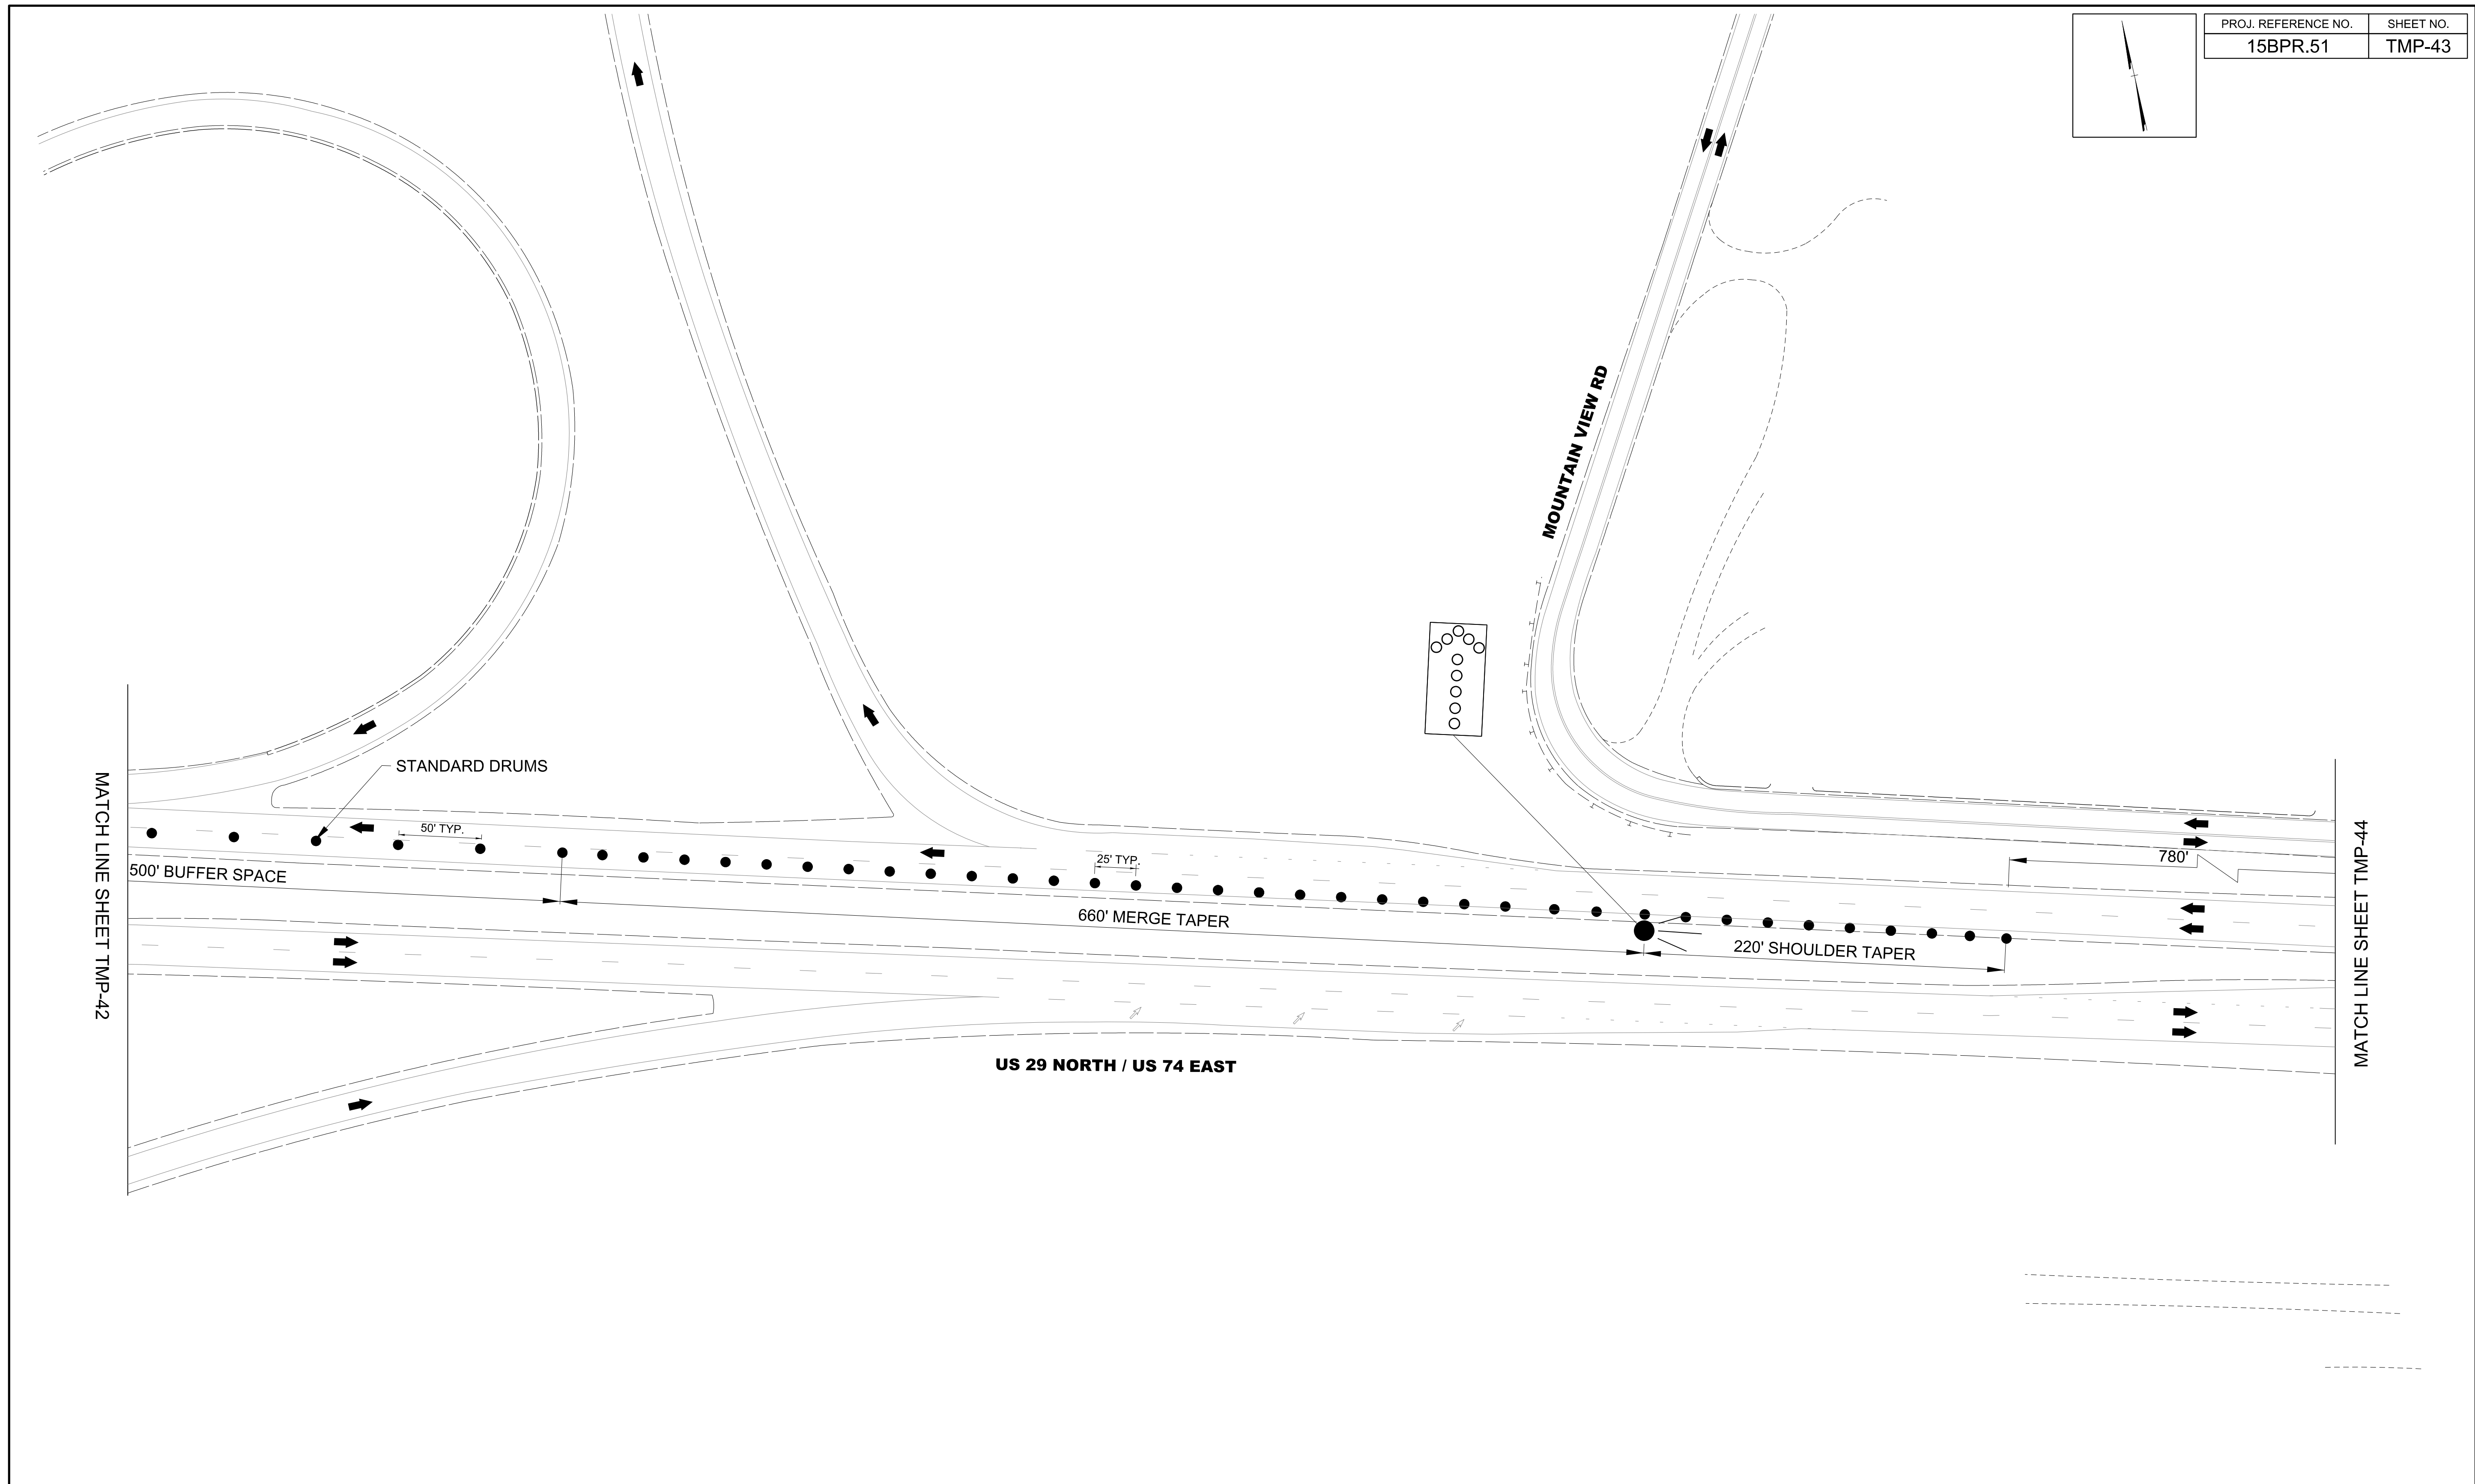 PROJ. REFERENCE NO.
SHEET NO.
15BPR.51
TMP-43
MOUNTAIN VIEW RD
STANDARD DRUMS
50' TYP.
25' TYP.
780'
500' BUFFER SPACE
660' MERGE TAPER
220' SHOULDER TAPER
MATCH LINE SHEET TMP-42
MATCH LINE SHEET TMP-44
US 29 NORTH / US 74 EAST